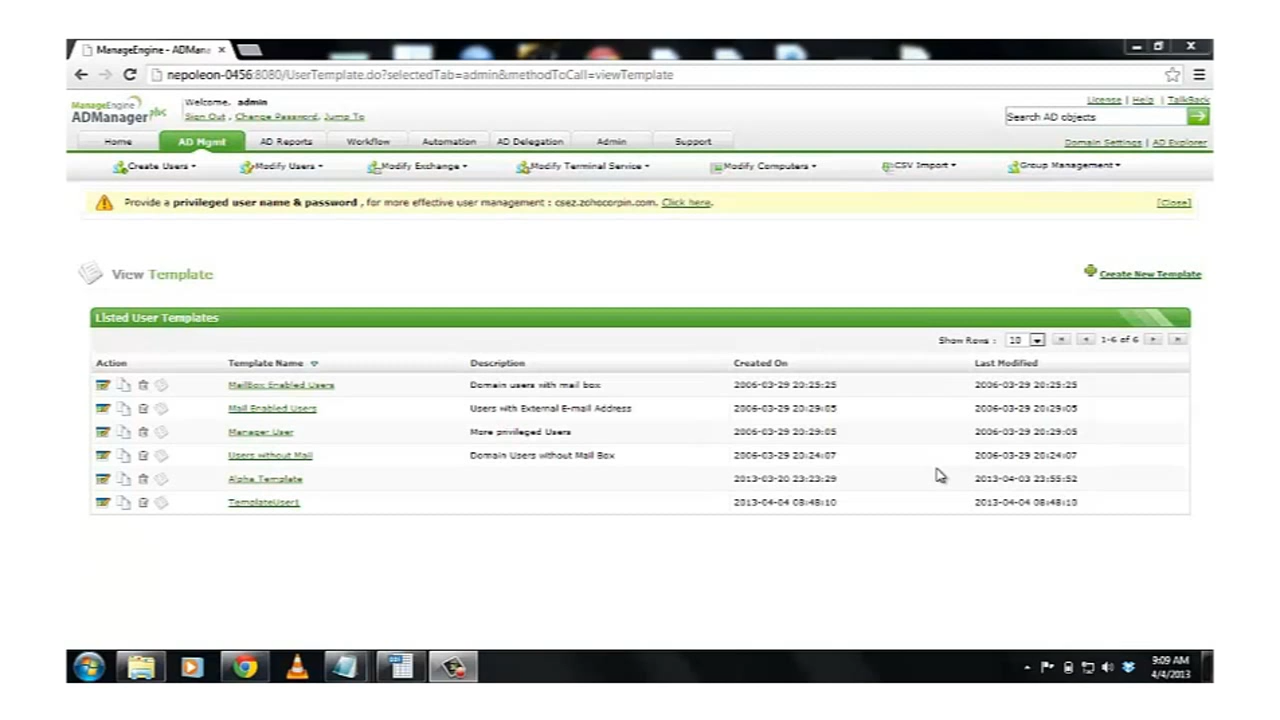 ManageEngine - ADMana
nepoleon-0456:8080/UserTemplate.do?selectedTab=admin&methodToCall=viewTemplate
ManageEngine
ADManager plus
Welcome, admin
License | Help | TalkBack
Sign Out , Change Password, Jump To
Search AD objects
Home AD Mgmt AD Reports Workflow Automation AD Delegation Admin Support
Domain Settings | AD Explorer
Create Users Modify Users Modify Exchange Modify Terminal Service Modify Computers CSV Import Group Management
Provide a privileged user name & password , for more effective user management : csez.zohocorpin.com. Click here. [Close]
View Template
Create New Template
Listed User Templates
Show Rows : 10 1-6 of 6
Action Template Name Description Created On Last Modified
MailBox Enabled Users Domain users with mail box 2006-03-29 20:25:25 2006-03-29 20:25:25
Mail Enabled Users Users with External E-mail Address 2006-03-29 20:29:05 2006-03-29 20:29:05
Manager User More privileged Users 2006-03-29 20:29:05 2006-03-29 20:29:05
Users without Mail Domain Users without Mail Box 2006-03-29 20:24:07 2006-03-29 20:24:07
Alpha Template 2013-03-20 23:23:29 2013-04-03 23:55:52
TemplateUser1 2013-04-04 08:48:10 2013-04-04 08:48:10
9:09 AM
4/4/2013